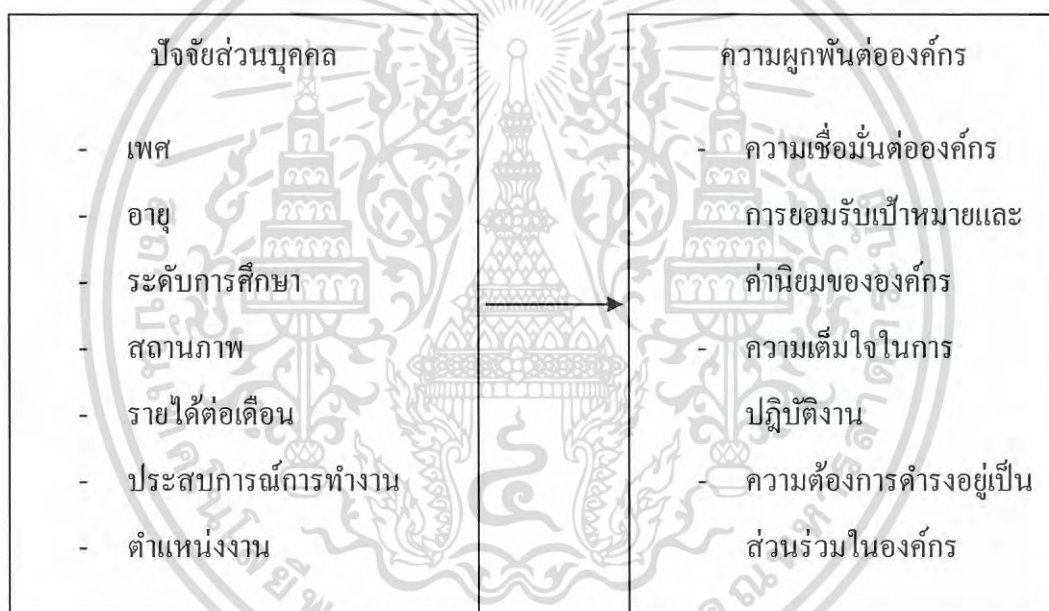 ปัจจัยส่วนบุคคล
- เพศ
- อายุ
- ระดับการศึกษา
- สถานภาพ
- รายได้ต่อเดือน
- ประสบการณ์การทำงาน
- ตำแหน่งงาน
ความผูกพันต่อองค์กร
- ความเชื่อมั่นต่อองค์กร
การยอมรับเป้าหมายและ
ค่านิยมขององค์กร
- ความเต็มใจในการ
ปฏิบัติงาน
- ความต้องการดำรงอยู่เป็น
ส่วนร่วมในองค์กร